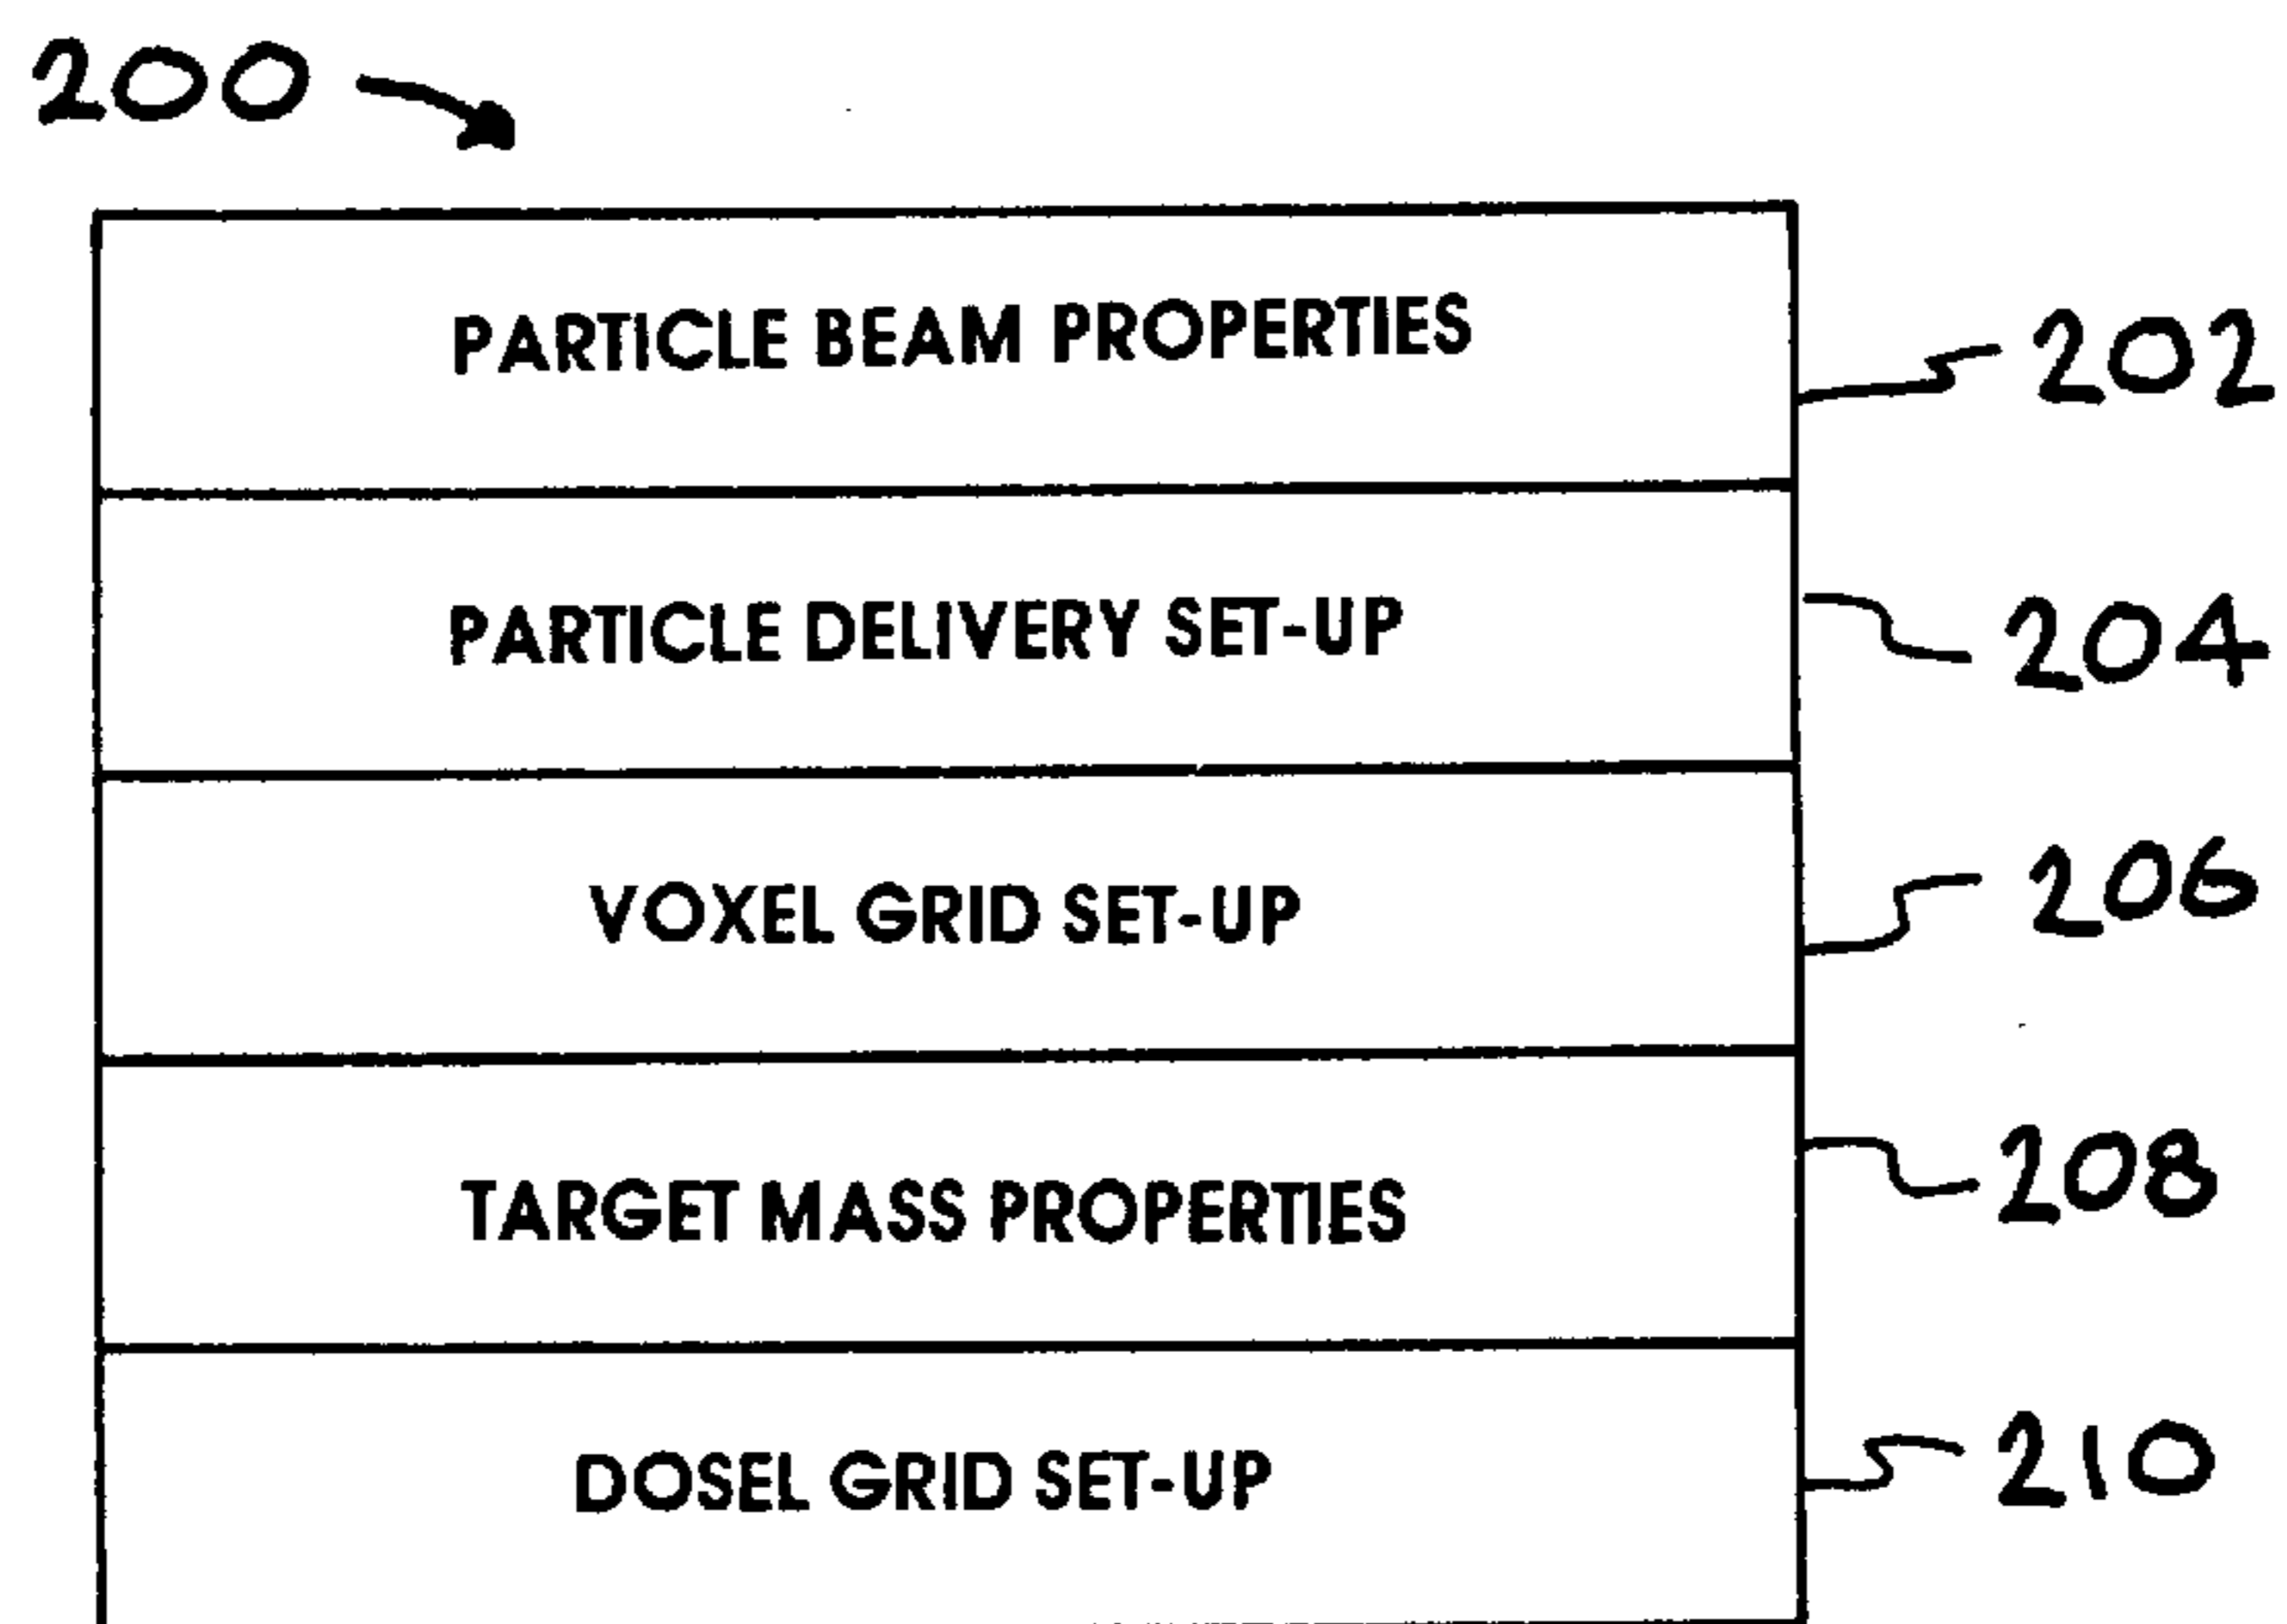 200
PARTICLE BEAM PROPERTIES
202
PARTICLE DELIVERY SET-UP
204
VOXEL GRID SET-UP
206
TARGET MASS PROPERTIES
208
DOSEL GRID SET-UP
210